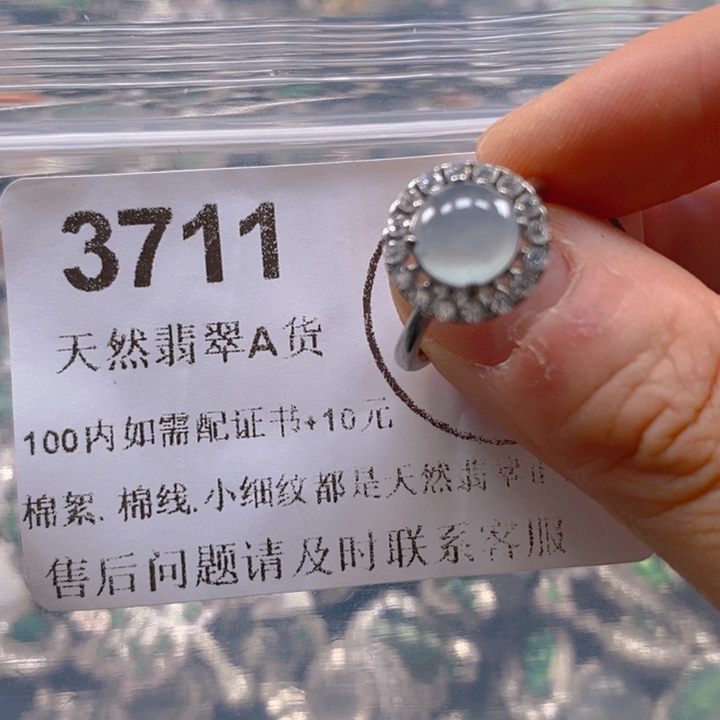 3711
天然翡翠A货
100内如需配证书+10元
棉絮. 棉线.小细纹都是天然翡翠
售后问题请及时联系客服